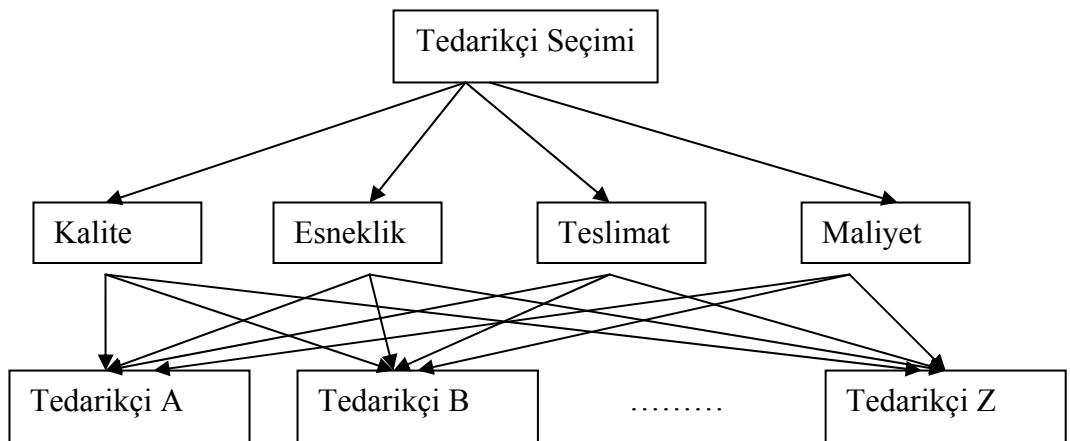 Tedarikçi Seçimi
Kalite
Esneklik
Teslimat
Maliyet
Tedarikçi A
Tedarikçi B
………
Tedarikçi Z